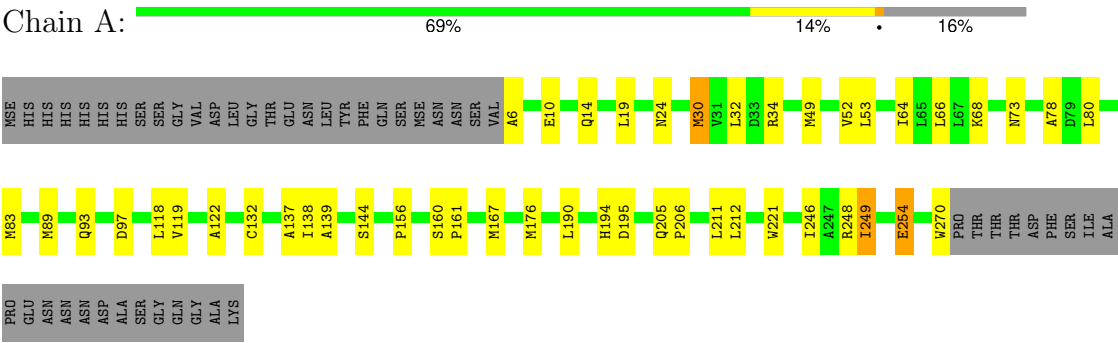 Chain A:
69% 14% • 16%
MSE HIS HIS HIS HIS HIS HIS SER SER GLY VAL ASP LEU GLY THR GLU ASN LEU TYR PHE GLN SER MSE ASN ASN SER VAL A6 E10 Q14 L19 N24 M30 V31 L32 D33 R34 M49 V52 L53 I64 L65 L66 L67 K68 N73 A78 D79 L80
M83 M89 Q93 D97 L118 V119 A122 C132 A137 I138 A139 S144 P156 S160 P161 M167 M176 L190 H194 D195 Q205 P206 L211 L212 W221 I246 A247 R248 I249 E254 W270 PRO THR THR THR ASP PHE SER ILE ALA
PRO GLU ASN ASN ASN ASP ALA SER GLY GLN GLY ALA LYS